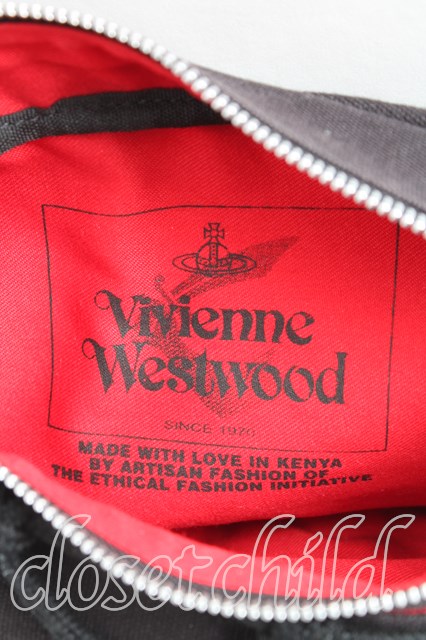 Vivienne
Westwood
SINCE 1970
MADE WITH LOVE IN KENYA
BY ARTISAN FASHION OF
THE ETHICAL FASHION INITIATIVE
closetchild